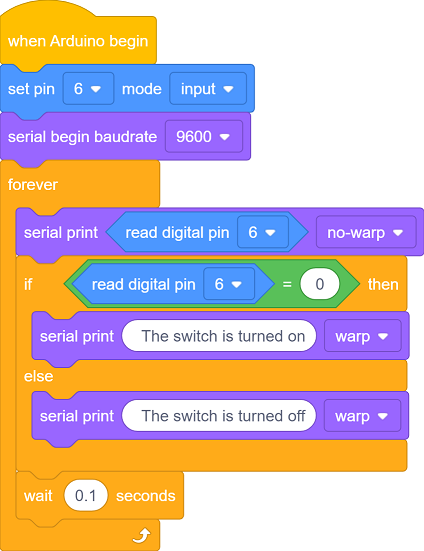 when Arduino begin
set pin 6 mode input
serial begin baudrate 9600
forever
serial print read digital pin 6 no-warp
if read digital pin 6 = 0 then
serial print The switch is turned on warp
else
serial print The switch is turned off warp
wait 0.1 seconds